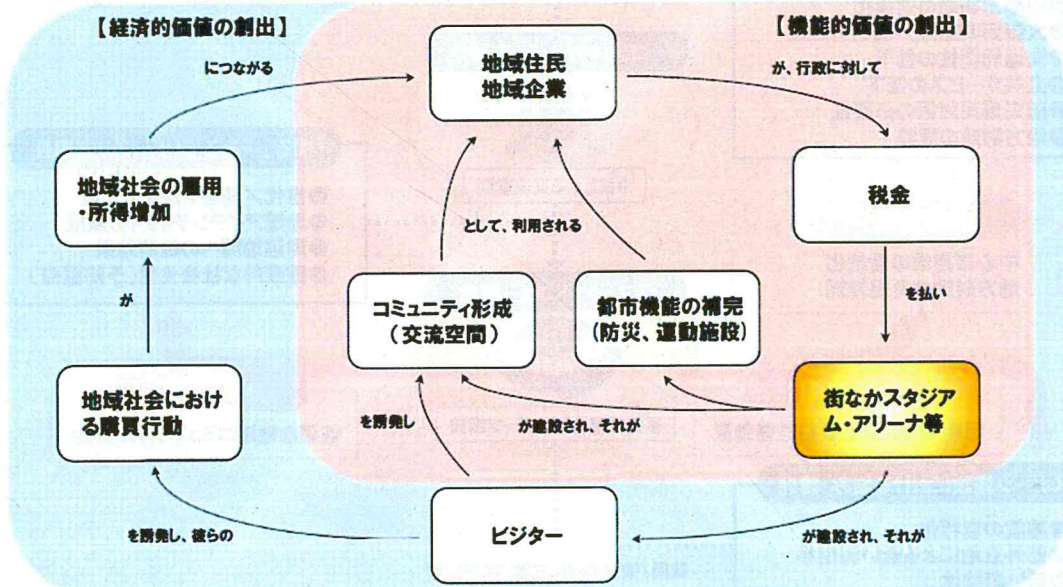 【経済的価値の創出】
【機能的価値の創出】
につながる
地域住民
地域企業
が、行政に対して
地域社会の雇用
・所得増加
税金
として、利用される
が
コミュニティ形成
（交流空間）
都市機能の補完
(防災、運動施設)
を払い
地域社会におけ
る購買行動
街なかスタジア
ム・アリーナ等
を誘発し
が建設され、それが
を誘発し、彼らの
ビジター
が建設され、それが